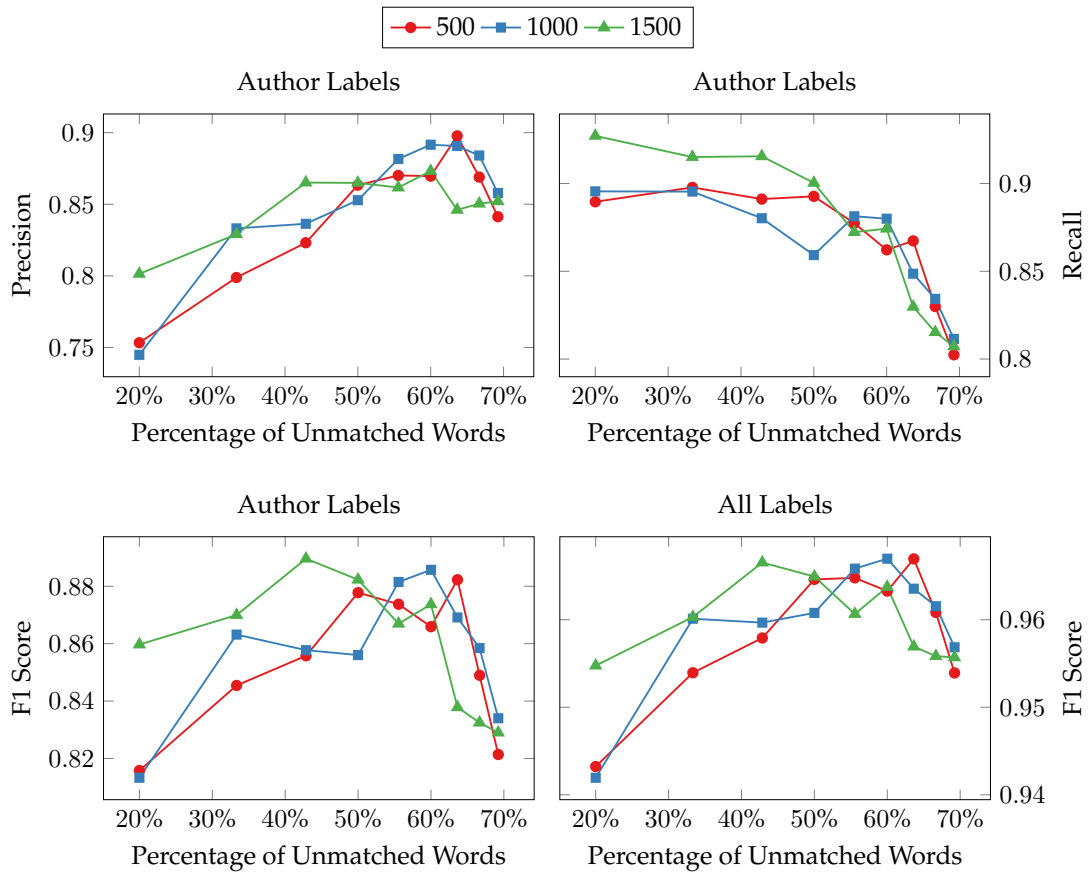 500 1000 1500
Author Labels
Author Labels
0.9
0.85
0.8
0.75
Precision
0.9
0.85
0.8
Recall
20% 30% 40% 50% 60% 70%
20% 30% 40% 50% 60% 70%
Percentage of Unmatched Words
Percentage of Unmatched Words
Author Labels
All Labels
0.88
0.86
0.84
0.82
F1 Score
0.96
0.95
0.94
F1 Score
20% 30% 40% 50% 60% 70%
20% 30% 40% 50% 60% 70%
Percentage of Unmatched Words
Percentage of Unmatched Words